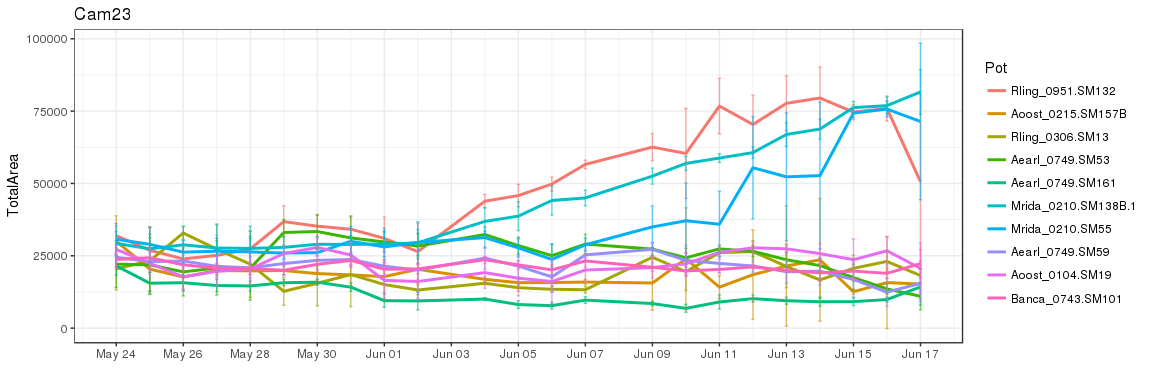 Cam23
TotalArea
100000
75000
50000
25000
0
May 24 May 26 May 28 May 30 Jun 01 Jun 03 Jun 05 Jun 07 Jun 09 Jun 11 Jun 13 Jun 15 Jun 17
Pot
Rling_0951.SM132
Aoost_0215.SM157B
Rling_0306.SM13
Aearl_0749.SM53
Aearl_0749.SM161
Mrida_0210.SM138B.1
Mrida_0210.SM55
Aearl_0749.SM59
Aoost_0104.SM19
Banca_0743.SM101